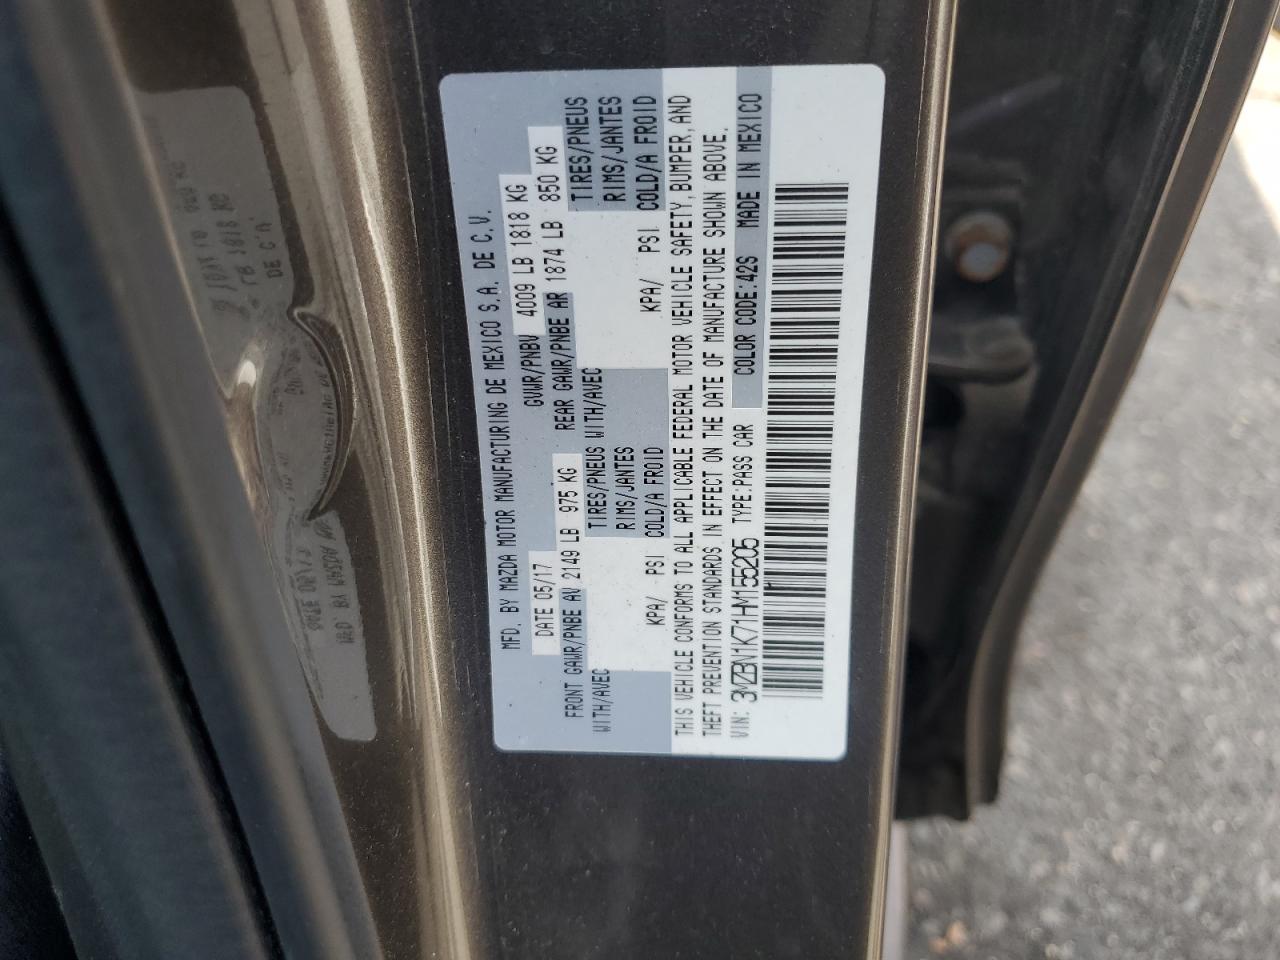 MFD. BY MAZDA MOTOR MANUFACTURING DE MEXICO S.A. DE C.V.
DATE 05/17 GVWR/PNBV 4009 LB 1818 KG
FRONT GAWR/PNBE AV 2149 LB 975 KG REAR GAWR/PNBE AR 1874 LB 850 KG
WITH/AVEC TIRES/PNEUS WITH/AVEC TIRES/PNEUS
RIMS/JANTES RIMS/JANTES
KPA/ PSI COLD/A FROID KPA/ PSI COLD/A FROID
THIS VEHICLE CONFORMS TO ALL APPLICABLE FEDERAL MOTOR VEHICLE SAFETY, BUMPER, AND
THEFT PREVENTION STANDARDS IN EFFECT ON THE DATE OF MANUFACTURE SHOWN ABOVE.
VIN: 3MZBN1K71HM155205 TYPE:PASS CAR COLOR CODE:42S MADE IN MEXICO